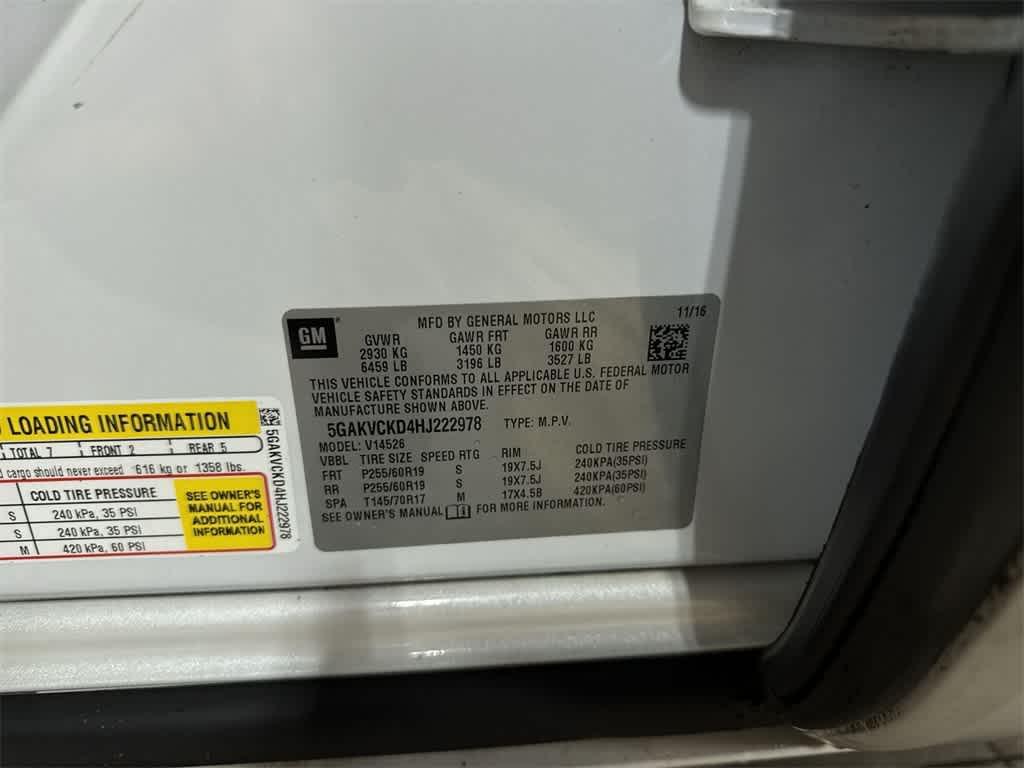 GM ®
MFD BY GENERAL MOTORS LLC 11/16
GVWR GAWR FRT GAWR RR
2930 KG 1450 KG 1600 KG
6459 LB 3196 LB 3527 LB
THIS VEHICLE CONFORMS TO ALL APPLICABLE U.S. FEDERAL MOTOR
VEHICLE SAFETY STANDARDS IN EFFECT ON THE DATE OF
MANUFACTURE SHOWN ABOVE.
5GAKVCKD4HJ222978 TYPE: M.P.V.
MODEL: V14526
VBBL TIRE SIZE SPEED RTG RIM COLD TIRE PRESSURE
FRT P255/60R19 S 19X7.5J 240KPA(35PSI)
RR P255/60R19 S 19X7.5J 240KPA(35PSI)
SPA T145/70R17 M 17X4.5B 420KPA(60PSI)
SEE OWNER'S MANUAL FOR MORE INFORMATION.
LOADING INFORMATION
TOTAL 7 FRONT 2 REAR 5
cargo should never exceed 616 kg or 1358 lbs.
COLD TIRE PRESSURE
S 240 kPa, 35 PSI
S 240 kPa, 35 PSI
M 420 kPa, 60 PSI
SEE OWNER'S
MANUAL FOR
ADDITIONAL
INFORMATION
5GAKVCKD4HJ222978